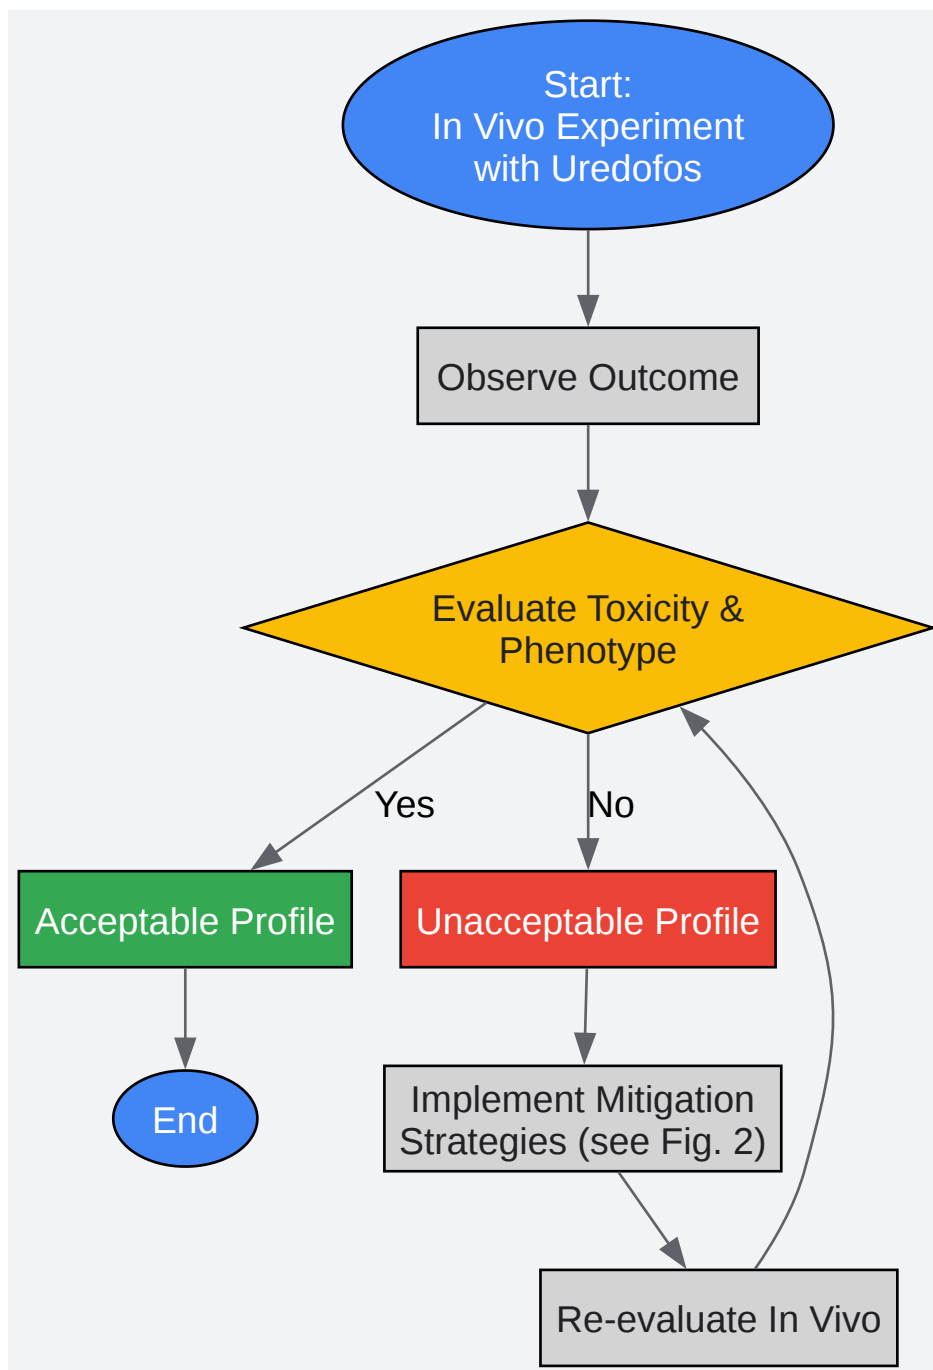 Start:
In Vivo Experiment
with Uredofos
Observe Outcome
Evaluate Toxicity &
Phenotype
Yes
No
Acceptable Profile
Unacceptable Profile
End
Implement Mitigation
Strategies (see Fig. 2)
Re-evaluate In Vivo